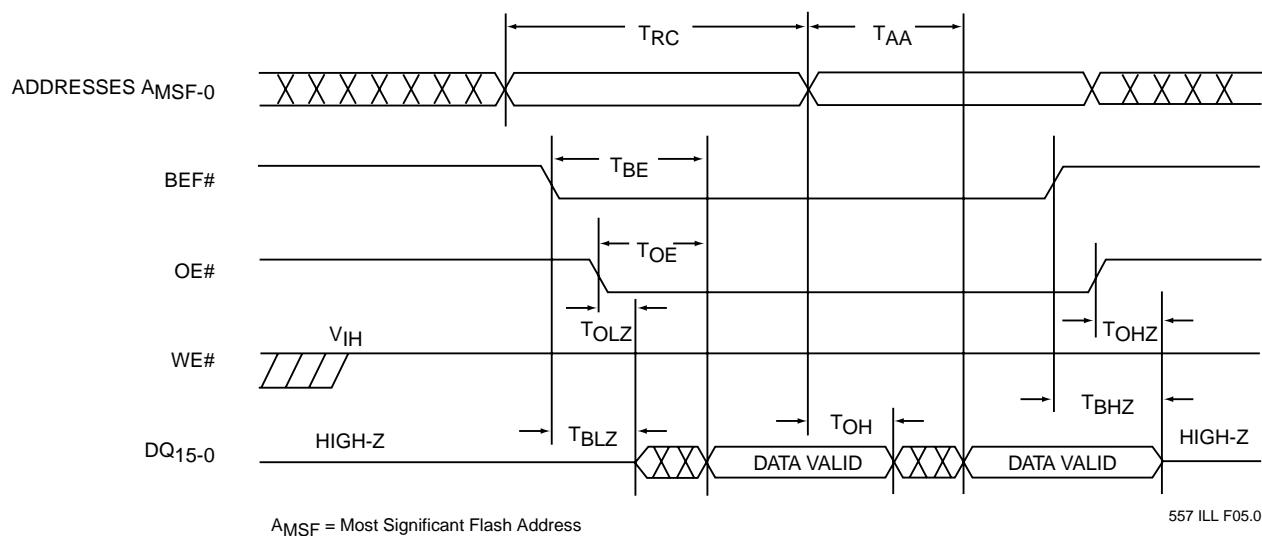 TRC TAA
ADDRESSES AMSF-0
TBE
BEF#
TOE
OE#
TOLZ TOHZ
VIH
WE#
TBLZ TOH TBHZ
HIGH-Z HIGH-Z
DQ15-0
DATA VALID DATA VALID
AMSF = Most Significant Flash Address
557 ILL F05.0